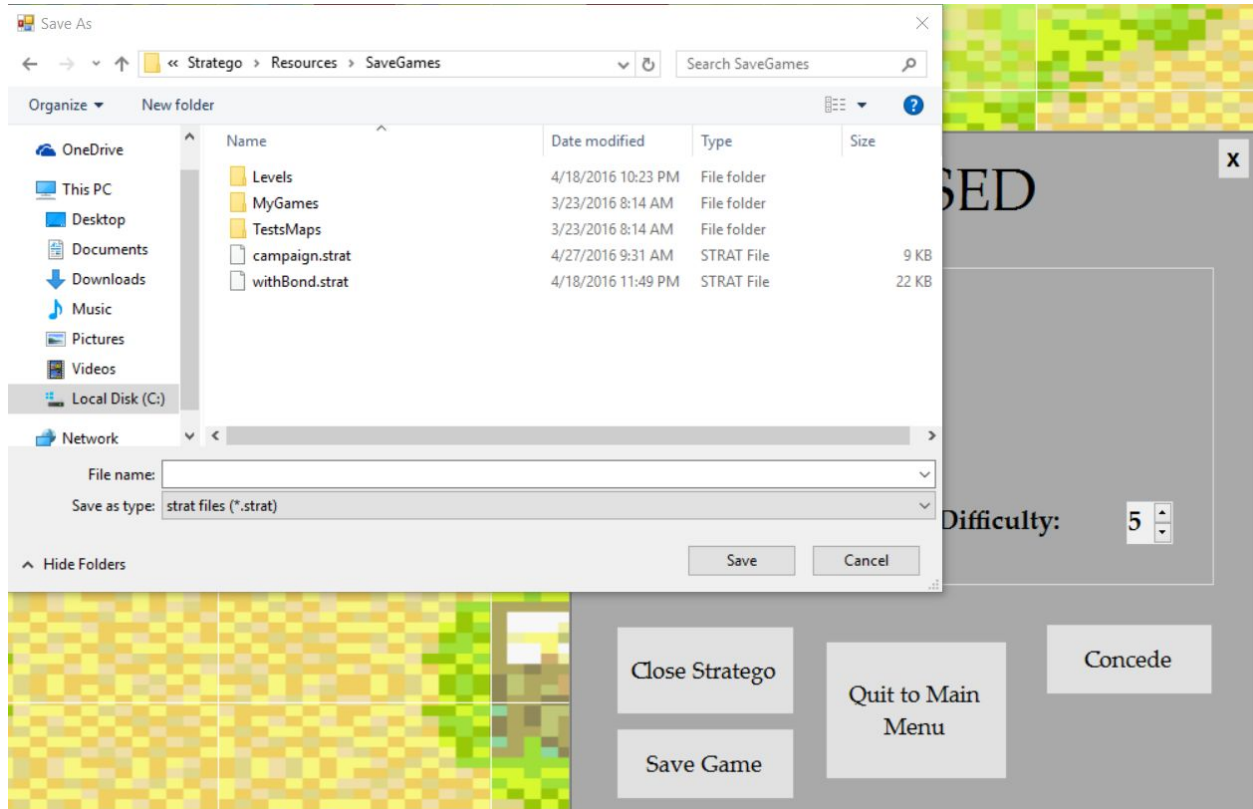 Save As
« Stratego > Resources > SaveGames
Search SaveGames
Organize
New folder
?
OneDrive
This PC
Desktop
Documents
Downloads
Music
Pictures
Videos
Local Disk (C:)
Network
Name Date modified Type Size
Levels 4/18/2016 10:23 PM File folder
MyGames 3/23/2016 8:14 AM File folder
TestsMaps 3/23/2016 8:14 AM File folder
campaign.strat 4/27/2016 9:31 AM STRAT File 9 KB
withBond.strat 4/18/2016 11:49 PM STRAT File 22 KB
File name:
Save as type: strat files (*.strat)
Hide Folders
Save
Cancel
X
SED
Difficulty: 5
Close Stratego
Save Game
Quit to Main
Menu
Concede